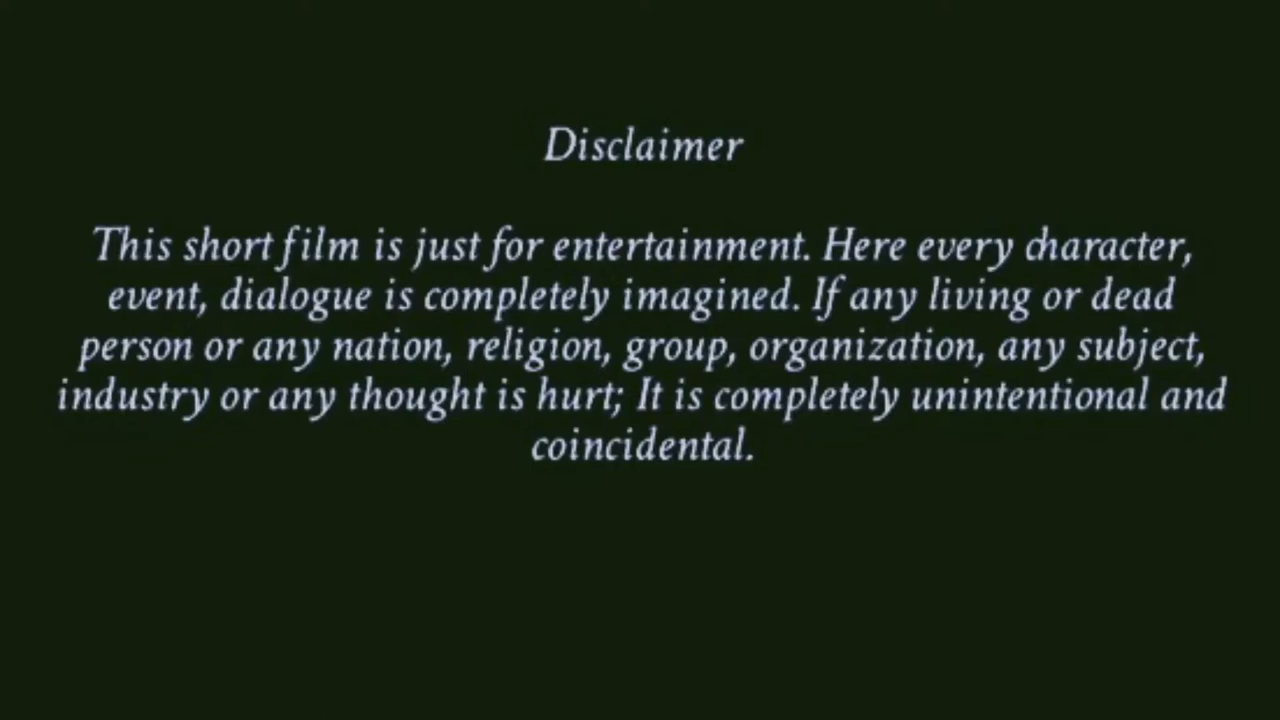 Disclaimer
This short film is just for entertainment. Here every character,
event, dialogue is completely imagined. If any living or dead
person or any nation, religion, group, organization, any subject,
industry or any thought is hurt; It is completely unintentional and
coincidental.